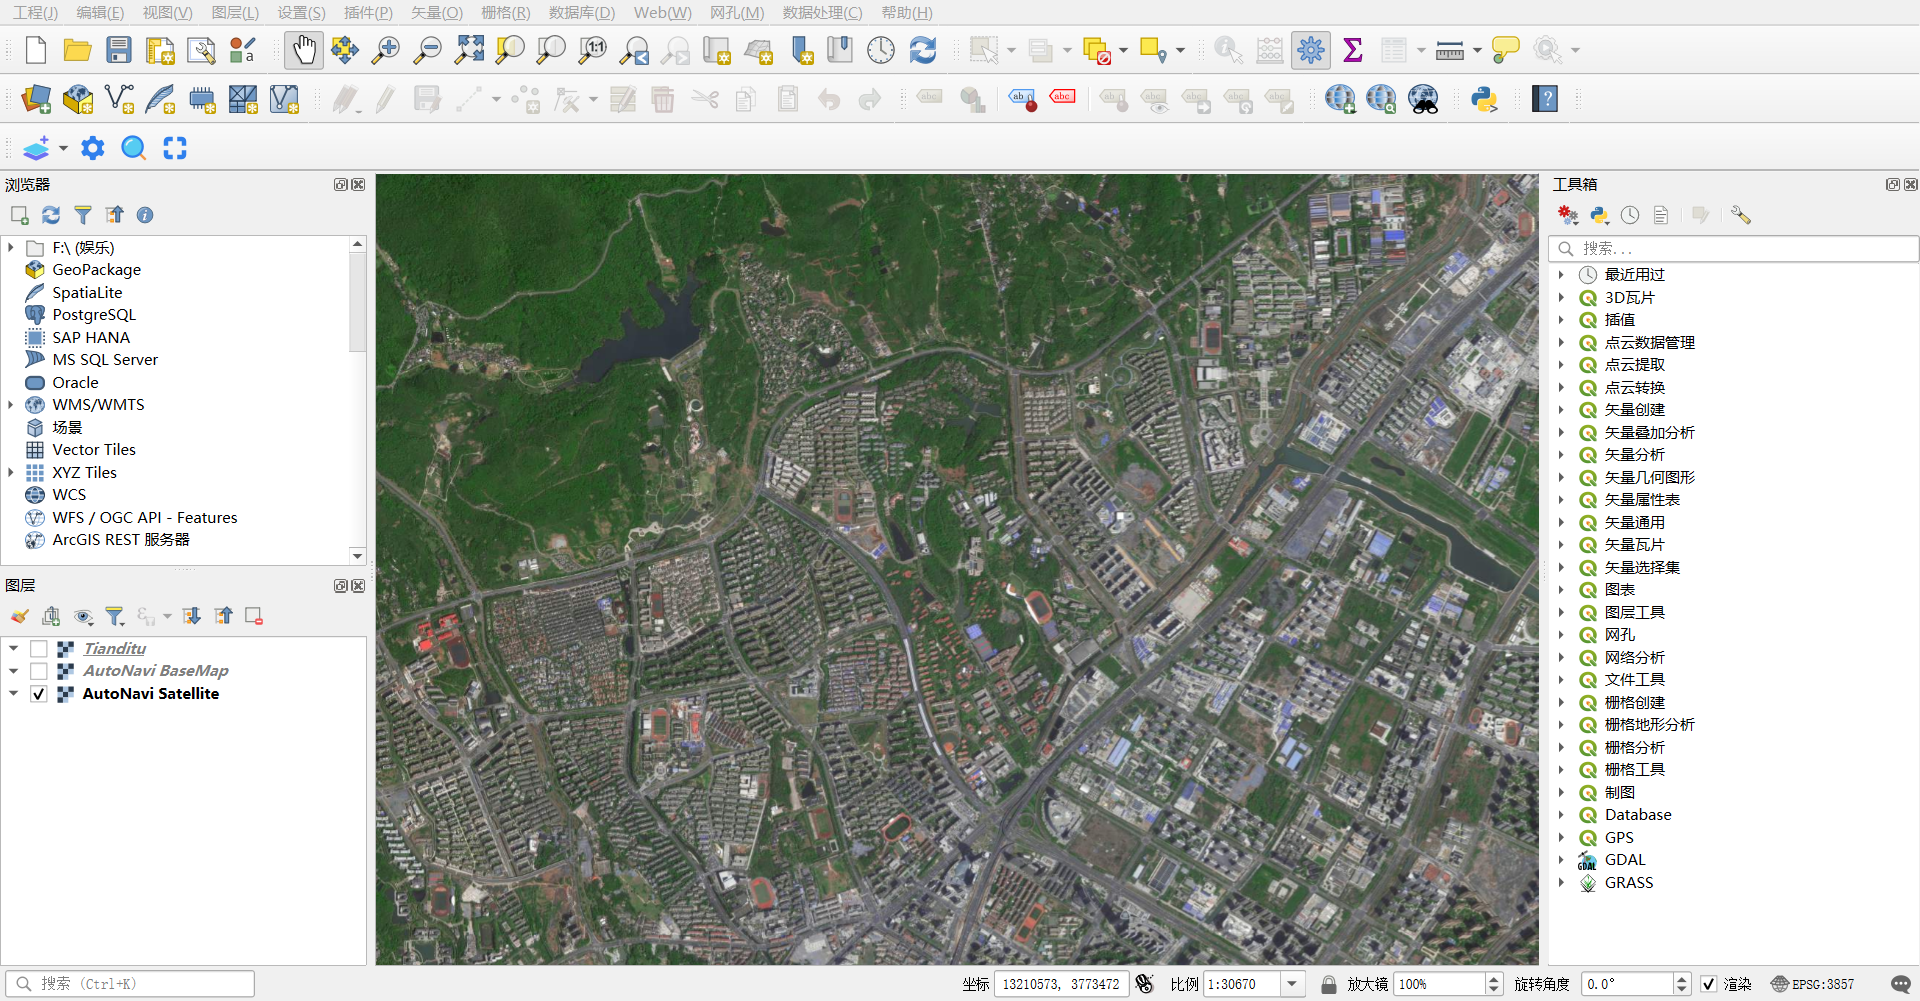 工程(J) 编辑(E) 视图(V) 图层(L) 设置(S) 插件(P) 矢量(O) 栅格(R) 数据库(D) Web(W) 网孔(M) 数据处理(C) 帮助(H)
浏览器
F:\ (娱乐)
GeoPackage
SpatiaLite
PostgreSQL
SAP HANA
MS SQL Server
Oracle
WMS/WMTS
场景
Vector Tiles
XYZ Tiles
WCS
WFS / OGC API - Features
ArcGIS REST 服务器
图层
Tianditu
AutoNavi BaseMap
AutoNavi Satellite
工具箱
搜索...
最近用过
3D瓦片
插值
点云数据管理
点云提取
点云转换
矢量创建
矢量叠加分析
矢量分析
矢量几何图形
矢量属性表
矢量通用
矢量瓦片
矢量选择集
图表
图层工具
网孔
网络分析
文件工具
栅格创建
栅格地形分析
栅格分析
栅格工具
制图
Database
GPS
GDAL
GRASS
搜索 (Ctrl+K) 坐标 13210573, 3773472 比例 1:30670 放大镜 100% 旋转角度 0.0° 渲染 EPSG:3857